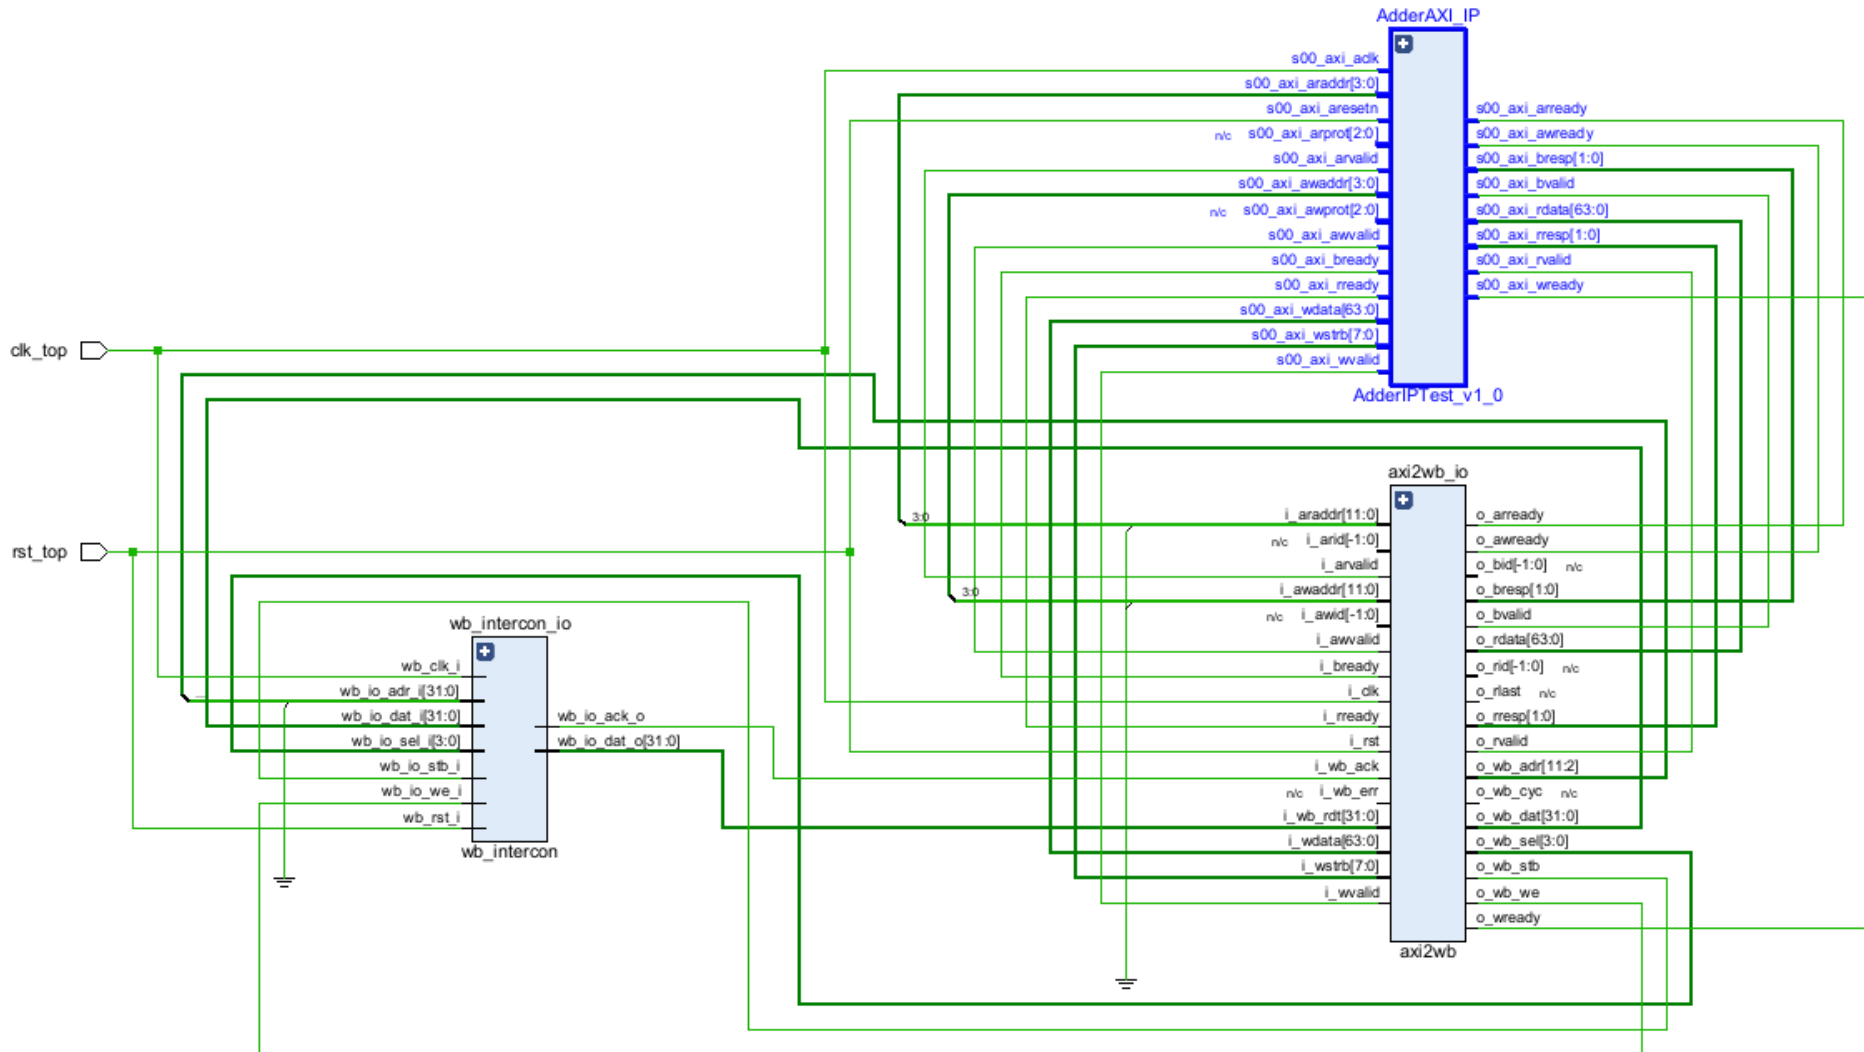 AdderAXI_IP
s00_axi_aclk
s00_axi_araddr[3:0]
s00_axi_aresetn
n/c s00_axi_arprot[2:0]
s00_axi_arvalid
s00_axi_awaddr[3:0]
n/c s00_axi_awprot[2:0]
s00_axi_awvalid
s00_axi_bready
s00_axi_rready
s00_axi_wdata[63:0]
s00_axi_wstrb[7:0]
s00_axi_wvalid
s00_axi_arready
s00_axi_awready
s00_axi_bresp[1:0]
s00_axi_bvalid
s00_axi_rdata[63:0]
s00_axi_rresp[1:0]
s00_axi_rvalid
s00_axi_wready
AdderIPTest_v1_0
clk_top
rst_top
wb_intercon_io
wb_clk_i
wb_io_adr_i[31:0]
wb_io_dat_i[31:0]
wb_io_sel_i[3:0]
wb_io_stb_i
wb_io_we_i
wb_rst_i
wb_io_ack_o
wb_io_dat_o[31:0]
wb_intercon
axi2wb_io
3:0
i_araddr[11:0]
n/c i_arid[-1:0]
i_arvalid
3:0
i_awaddr[11:0]
n/c i_awid[-1:0]
i_awvalid
i_bready
i_clk
i_rready
i_rst
i_wb_ack
n/c i_wb_err
i_wb_rdt[31:0]
i_wdata[63:0]
i_wstrb[7:0]
i_wvalid
o_arready
o_awready
o_bid[-1:0] n/c
o_bresp[1:0]
o_bvalid
o_rdata[63:0]
o_rid[-1:0] n/c
o_rlast n/c
o_rresp[1:0]
o_rvalid
o_wb_adr[11:2]
o_wb_cyc n/c
o_wb_dat[31:0]
o_wb_sel[3:0]
o_wb_stb
o_wb_we
o_wready
axi2wb